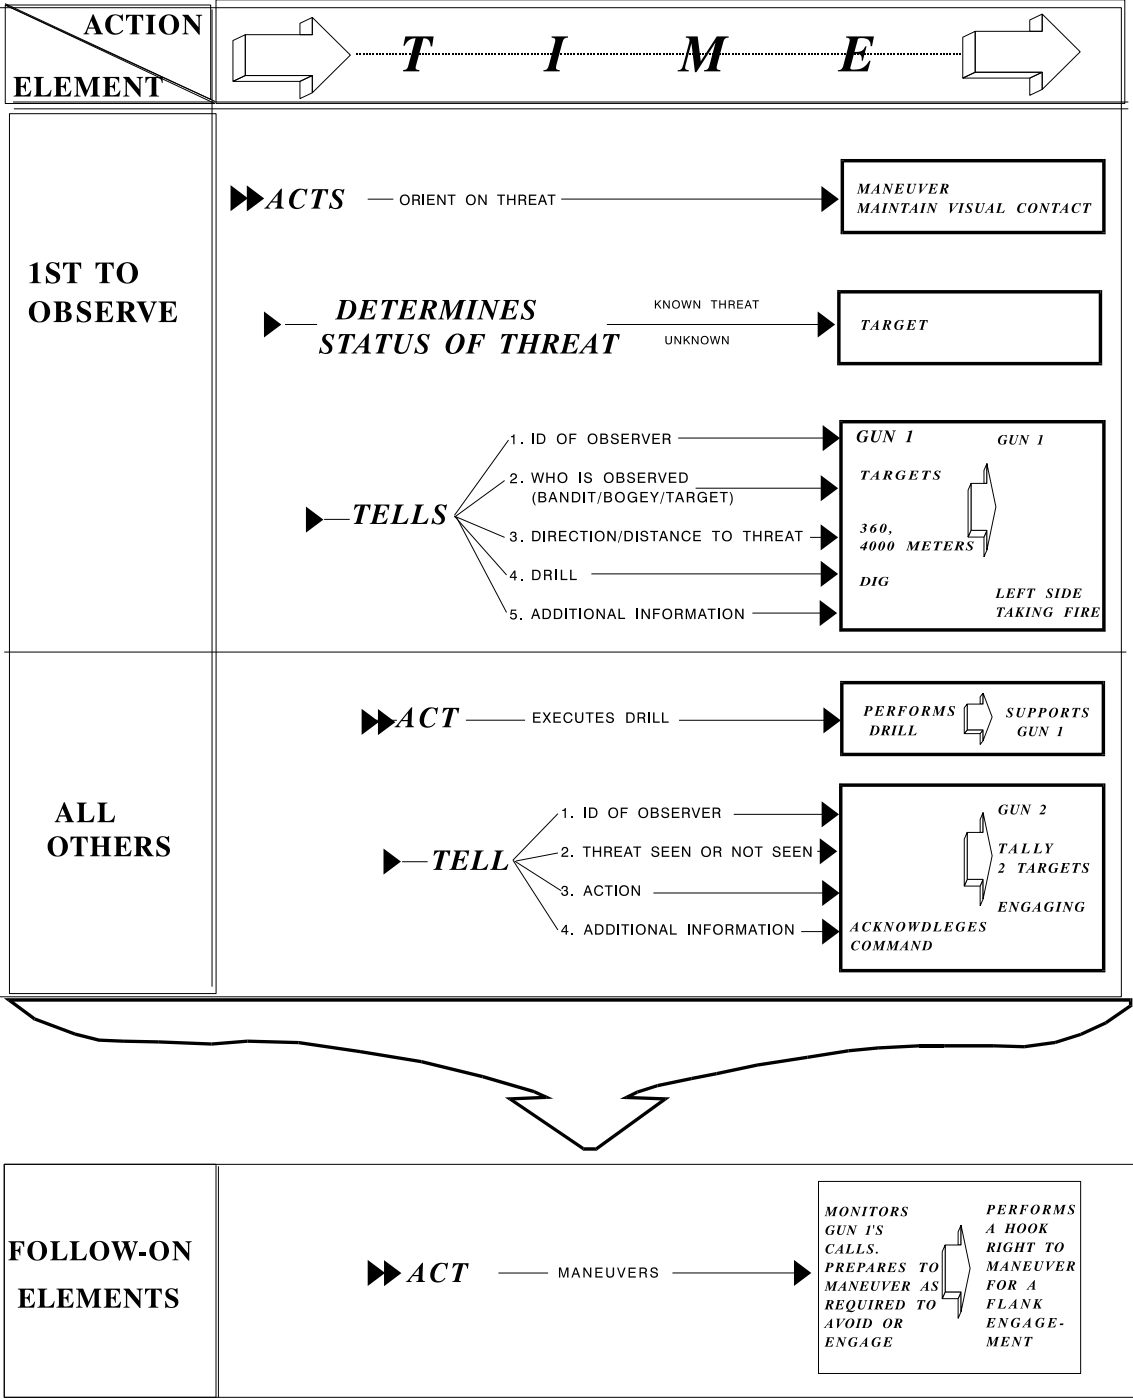 ACTION
ELEMENT
T I M E
1ST TO
OBSERVE
ACTS
ORIENT ON THREAT
MANEUVER
MAINTAIN VISUAL CONTACT
DETERMINES
STATUS OF THREAT
KNOWN THREAT
UNKNOWN
TARGET
TELLS
1. ID OF OBSERVER
2. WHO IS OBSERVED
(BANDIT/BOGEY/TARGET)
3. DIRECTION/DISTANCE TO THREAT
4. DRILL
5. ADDITIONAL INFORMATION
GUN 1
TARGETS
360,
4000 METERS
DIG
GUN 1
LEFT SIDE
TAKING FIRE
ALL
OTHERS
ACT
EXECUTES DRILL
PERFORMS
DRILL
SUPPORTS
GUN 1
TELL
1. ID OF OBSERVER
2. THREAT SEEN OR NOT SEEN
3. ACTION
4. ADDITIONAL INFORMATION
ACKNOWDLEGES
COMMAND
GUN 2
TALLY
2 TARGETS
ENGAGING
FOLLOW-ON
ELEMENTS
ACT
MANEUVERS
MONITORS
GUN 1'S
CALLS.
PREPARES TO
MANEUVER AS
REQUIRED TO
AVOID OR
ENGAGE
PERFORMS
A HOOK
RIGHT TO
MANEUVER
FOR A
FLANK
ENGAGE-
MENT